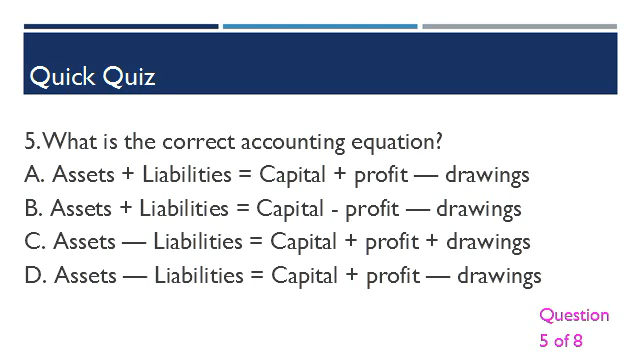 Quick Quiz
5. What is the correct accounting equation?
A. Assets + Liabilities = Capital + profit — drawings
B. Assets + Liabilities = Capital - profit — drawings
C. Assets — Liabilities = Capital + profit + drawings
D. Assets — Liabilities = Capital + profit — drawings
Question
5 of 8